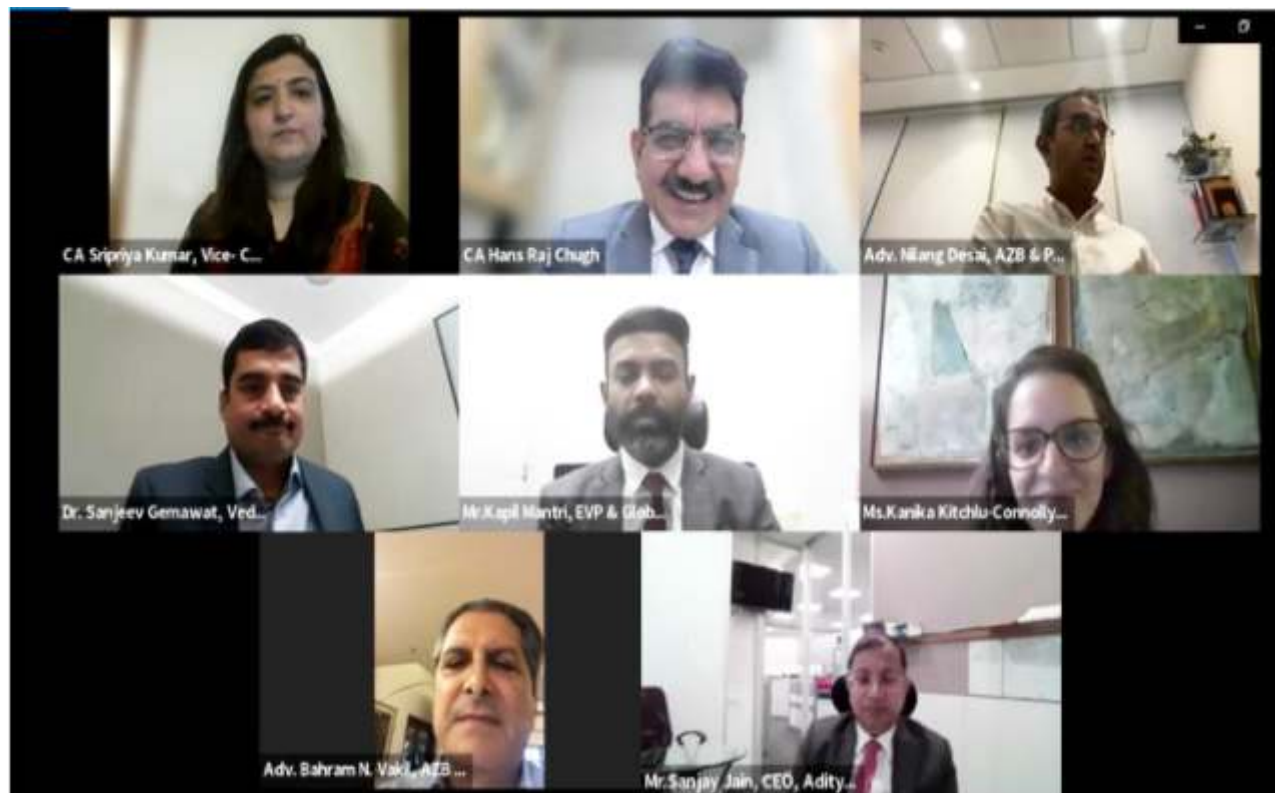 CA Sripriya Kumar, Vice- C...
CA Hans Raj Chugh
Adv. Nilang Desai, AZB & P...
Dr. Sanjeev Gemawat, Ved...
Mr.Kapil Mantri, EVP & Glob...
Ms.Kanika Kitchlu-Connolly...
Adv. Bahram N. Vakil, AZB ...
Mr.Sanjay Jain, CEO, Adity...